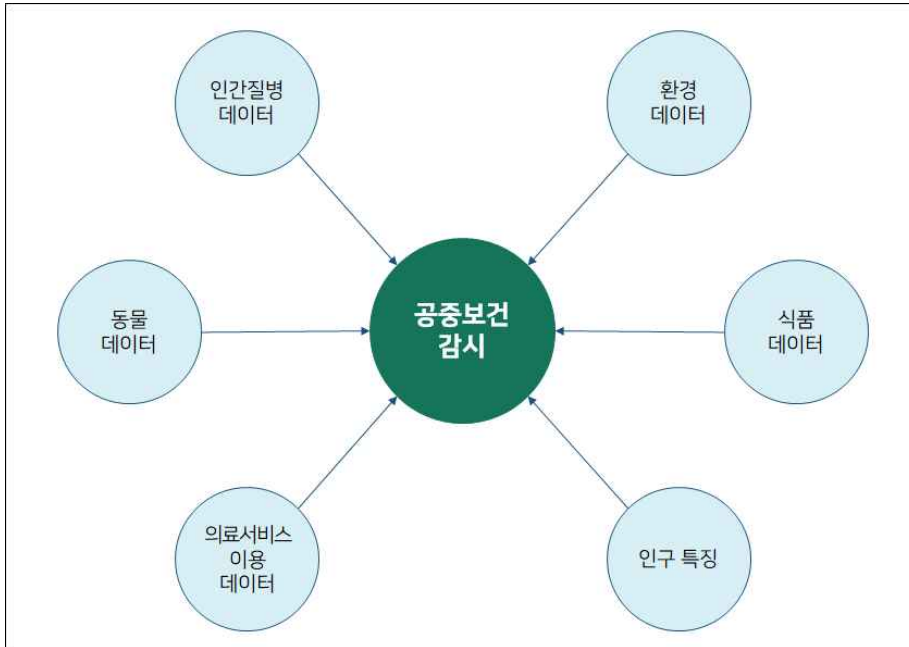 인간질병
데이터
환경
데이터
공중보건
감시
동물
데이터
식품
데이터
의료서비스
이용
데이터
인구 특징